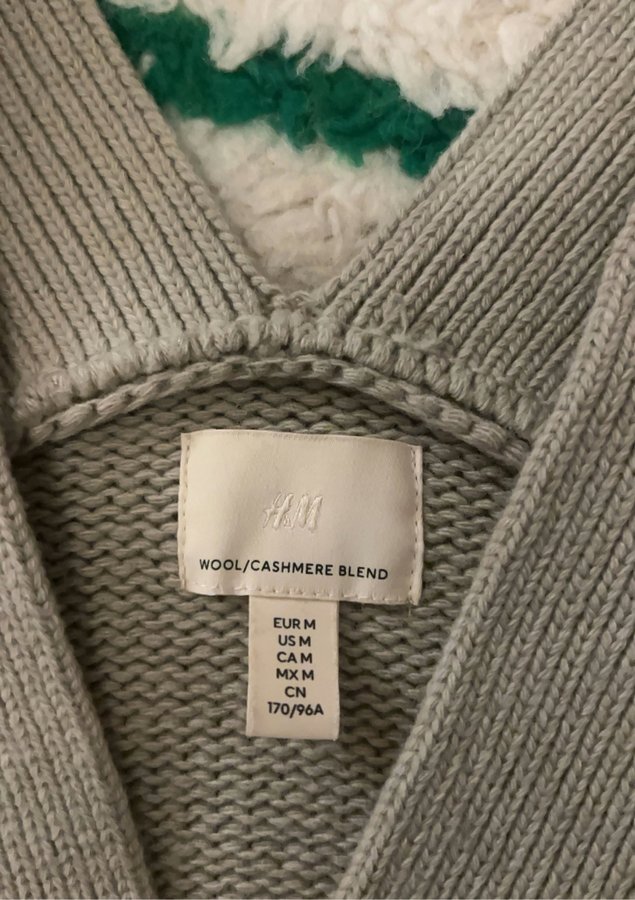 H&M
WOOL/CASHMERE BLEND
EUR M
US M
CA M
MX M
CN
170/96A